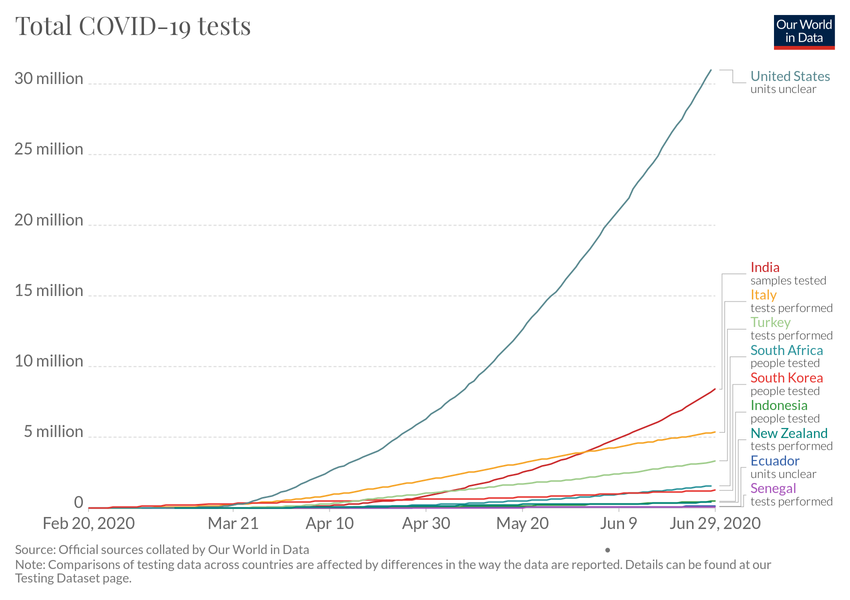 Total COVID-19 tests
Our World
in Data
30 million
25 million
20 million
15 million
10 million
5 million
0
Feb 20, 2020
Mar 21
Apr 10
Apr 30
May 20
Jun 9
Jun 29, 2020
United States
units unclear
India
samples tested
Italy
tests performed
Turkey
tests performed
South Africa
people tested
South Korea
people tested
Indonesia
people tested
New Zealand
tests performed
Ecuador
units unclear
Senegal
tests performed
Source: Official sources collated by Our World in Data
Note: Comparisons of testing data across countries are affected by differences in the way the data are reported. Details can be found at our
Testing Dataset page.